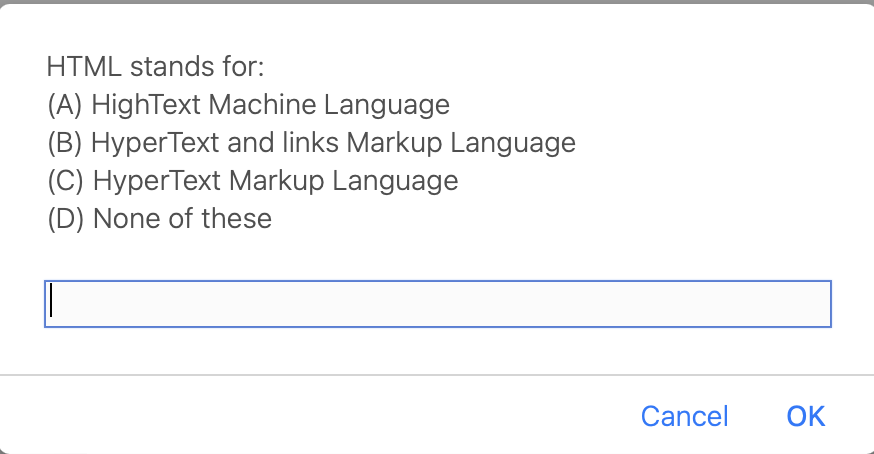 HTML stands for:
(A) HighText Machine Language
(B) HyperText and links Markup Language
(C) HyperText Markup Language
(D) None of these
Cancel OK